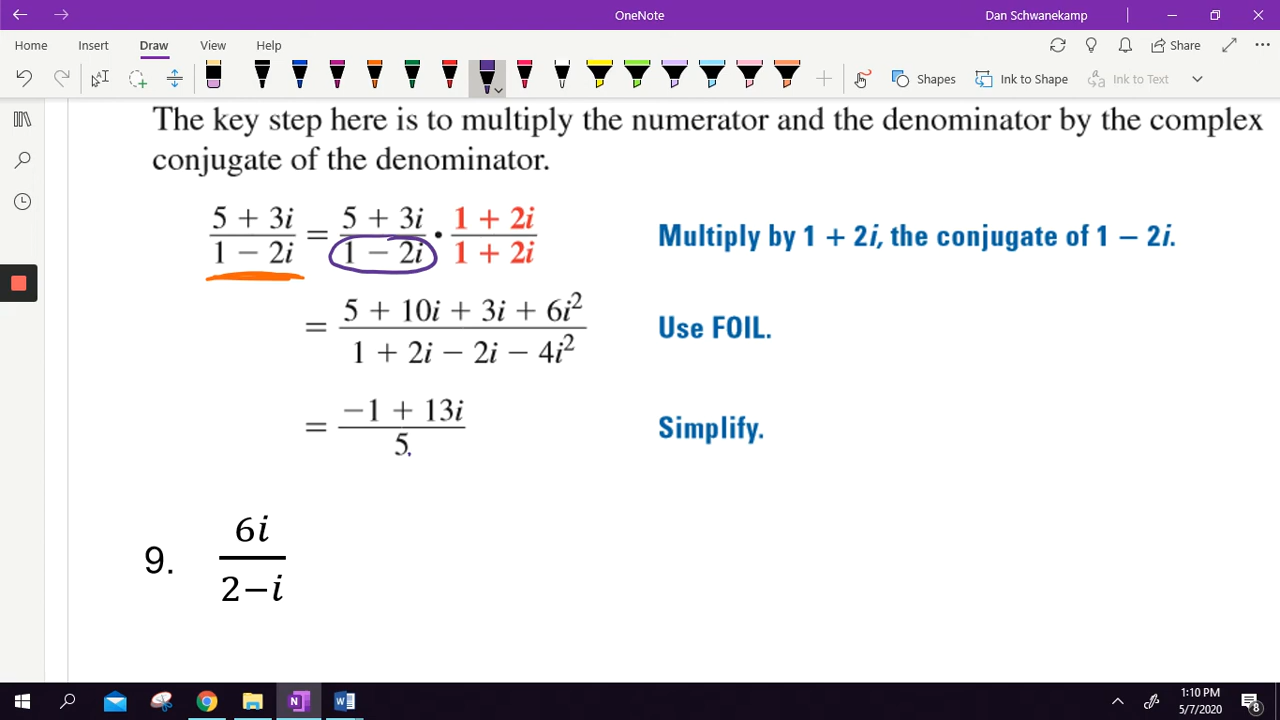 OneNote
Dan Schwanekamp
Home Insert Draw View Help
Share
Shapes Ink to Shape Ink to Text
The key step here is to multiply the numerator and the denominator by the complex
conjugate of the denominator.
5 + 3i / 1 − 2i = 5 + 3i / 1 − 2i • 1 + 2i / 1 + 2i Multiply by 1 + 2i, the conjugate of 1 − 2i.
= 5 + 10i + 3i + 6i² / 1 + 2i − 2i − 4i² Use FOIL.
= −1 + 13i / 5 Simplify.
9. 6i / 2−i
1:10 PM
5/7/2020
8